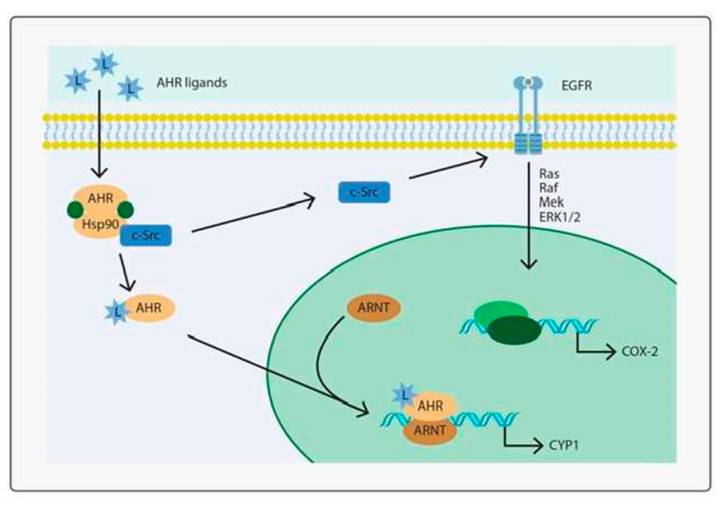 L
L
L
AHR ligands
EGFR
AHR
Hsp90
c-Src
c-Src
Ras
Raf
Mek
ERK1/2
L
AHR
ARNT
COX-2
L
AHR
ARNT
CYP1